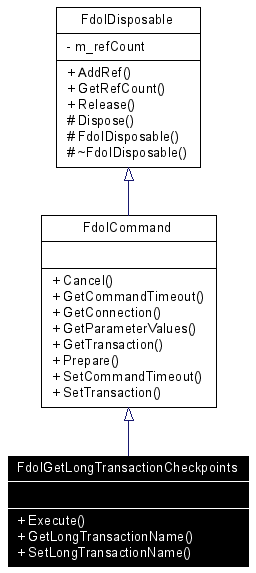 FdoIDisposable
- m_refCount
+ AddRef()
+ GetRefCount()
+ Release()
# Dispose()
# FdoIDisposable()
# ~FdoIDisposable()
FdoICommand
+ Cancel()
+ GetCommandTimeout()
+ GetConnection()
+ GetParameterValues()
+ GetTransaction()
+ Prepare()
+ SetCommandTimeout()
+ SetTransaction()
FdoIGetLongTransactionCheckpoints
+ Execute()
+ GetLongTransactionName()
+ SetLongTransactionName()